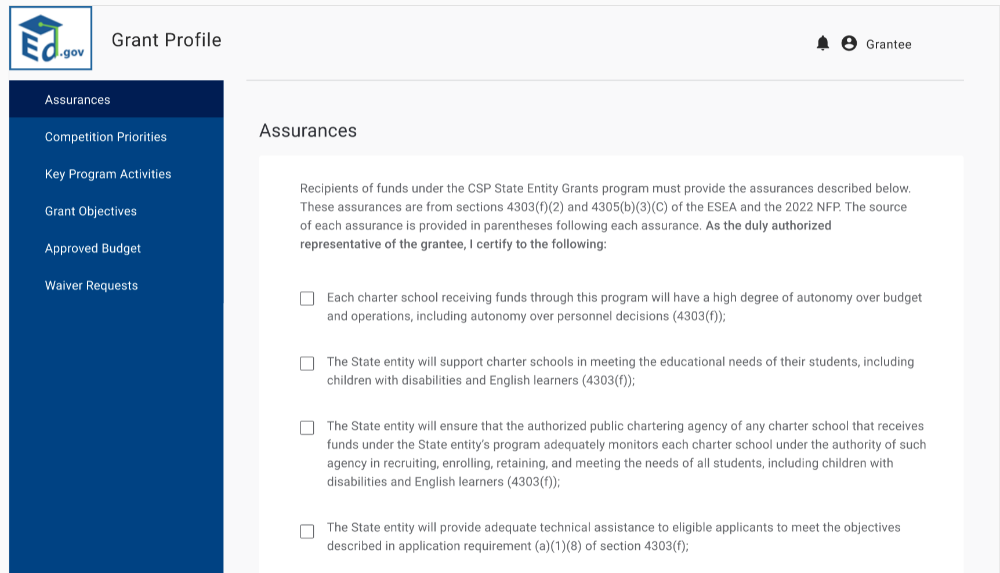 Ed.gov
Grant Profile
Grantee
Assurances
Competition Priorities
Key Program Activities
Grant Objectives
Approved Budget
Waiver Requests
Assurances
Recipients of funds under the CSP State Entity Grants program must provide the assurances described below.
These assurances are from sections 4303(f)(2) and 4305(b)(3)(C) of the ESEA and the 2022 NFP. The source
of each assurance is provided in parentheses following each assurance. As the duly authorized
representative of the grantee, I certify to the following:
Each charter school receiving funds through this program will have a high degree of autonomy over budget
and operations, including autonomy over personnel decisions (4303(f));
The State entity will support charter schools in meeting the educational needs of their students, including
children with disabilities and English learners (4303(f));
The State entity will ensure that the authorized public chartering agency of any charter school that receives
funds under the State entity’s program adequately monitors each charter school under the authority of such
agency in recruiting, enrolling, retaining, and meeting the needs of all students, including children with
disabilities and English learners (4303(f));
The State entity will provide adequate technical assistance to eligible applicants to meet the objectives
described in application requirement (a)(1)(8) of section 4303(f);